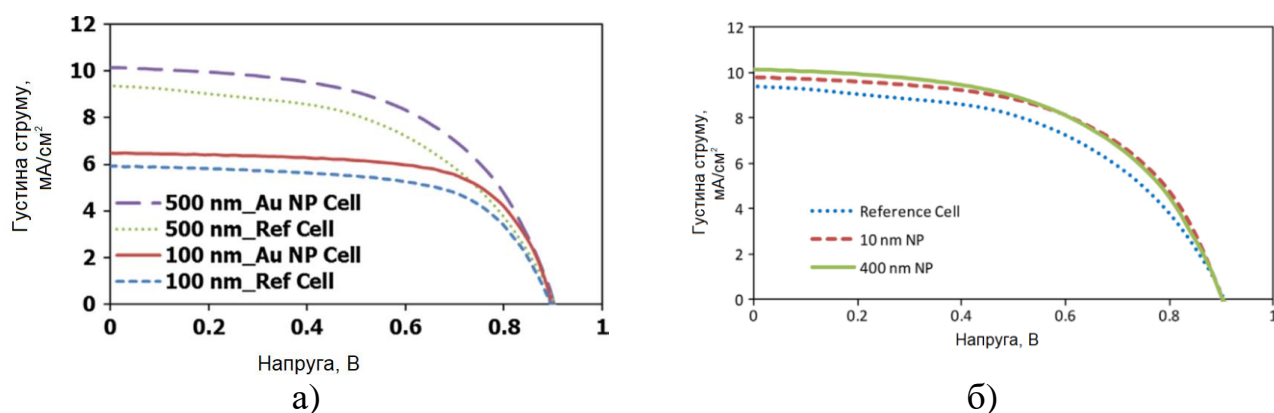 12
10
8
6
4
2
0
Густина струму,
мА/см²
500 nm_Au NP Cell
500 nm_Ref Cell
100 nm_Au NP Cell
100 nm_Ref Cell
0 0.2 0.4 0.6 0.8 1
Напруга, В
а)
12
10
8
6
4
2
0
Густина струму,
мА/см²
Reference Cell
10 nm NP
400 nm NP
0 0.2 0.4 0.6 0.8 1
Напруга, В
б)